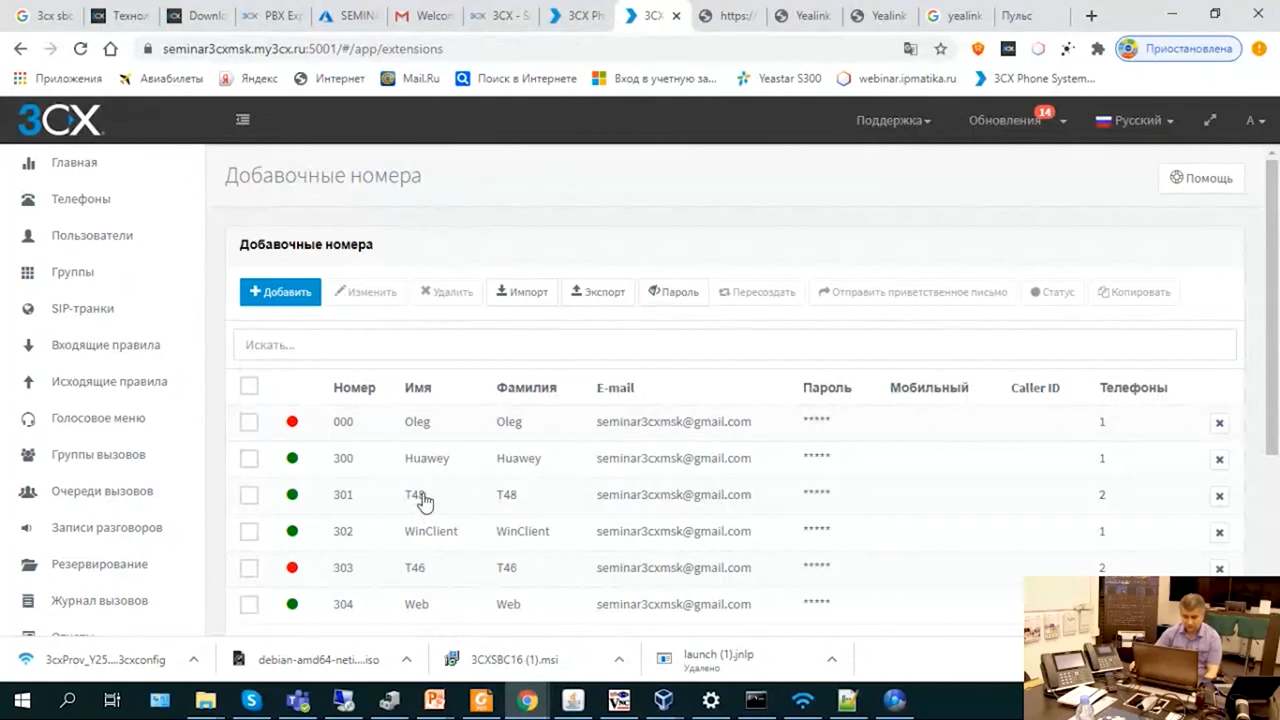 3CX sbc
Технол
Downlo
PBX Exp
SEMINA
Welcom
3CX - S
3CX Ph
3CX
https:/
Yealink
Yealink
yealink
Пульс
seminar3cxmsk.my3cx.ru:5001/#/app/extensions
Приостановлена
Приложения Авиабилеты Яндекс Интернет Mail.Ru Поиск в Интернете Вход в учетную за... Yeastar S300 webinar.ipmatika.ru 3CX Phone System...
3CX Поддержка Обновления 14 Русский A
Главная
Телефоны
Пользователи
Группы
SIP-транки
Входящие правила
Исходящие правила
Голосовое меню
Группы вызовов
Очереди вызовов
Записи разговоров
Резервирование
Журнал вызовов
Добавочные номера
Помощь
Добавочные номера
Добавить Изменить Удалить Импорт Экспорт Пароль Пересоздать Отправить приветственное письмо Статус Копировать
Искать...
Номер Имя Фамилия E-mail Пароль Мобильный Caller ID Телефоны
000 Oleg Oleg seminar3cxmsk@gmail.com ***** 1
300 Huawey Huawey seminar3cxmsk@gmail.com ***** 1
301 T48 T48 seminar3cxmsk@gmail.com ***** 2
302 WinClient WinClient seminar3cxmsk@gmail.com ***** 1
303 T46 T46 seminar3cxmsk@gmail.com ***** 2
304 Web Web seminar3cxmsk@gmail.com *****
3cxProv_Y25....3cxconfig
debian-amd64-neti....iso
3CXSBC16 (1).msi
launch (1).jnlp
Удалено